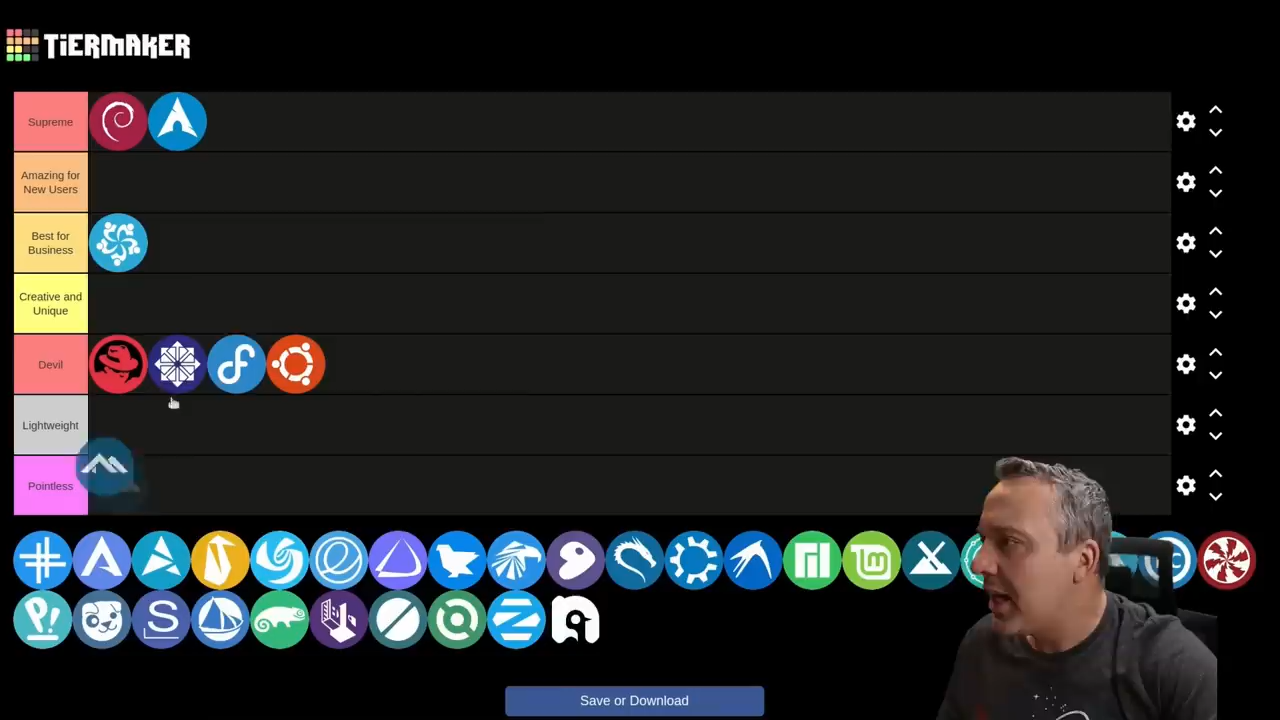 TiERMAKER
Supreme
Amazing for
New Users
Best for
Business
Creative and
Unique
Devil
Lightweight
Pointless
Save or Download